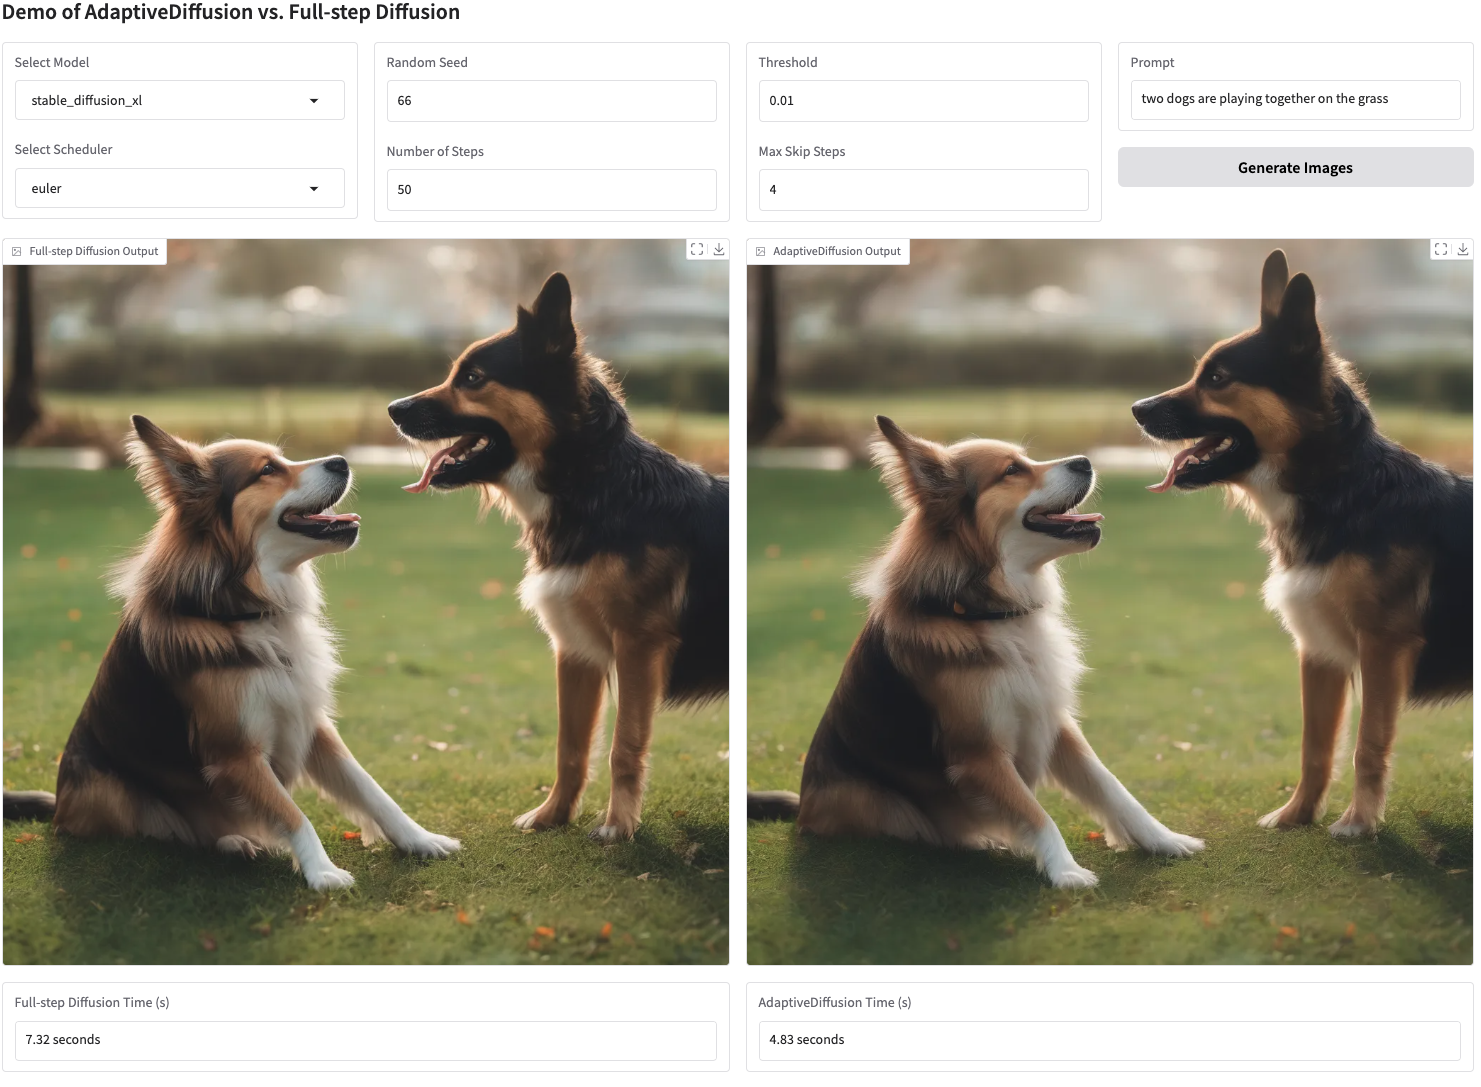 Demo of AdaptiveDiffusion vs. Full-step Diffusion
Select Model
stable_diffusion_xl
Select Scheduler
euler
Random Seed
66
Number of Steps
50
Threshold
0.01
Max Skip Steps
4
Prompt
two dogs are playing together on the grass
Generate Images
Full-step Diffusion Output
AdaptiveDiffusion Output
Full-step Diffusion Time (s)
7.32 seconds
AdaptiveDiffusion Time (s)
4.83 seconds